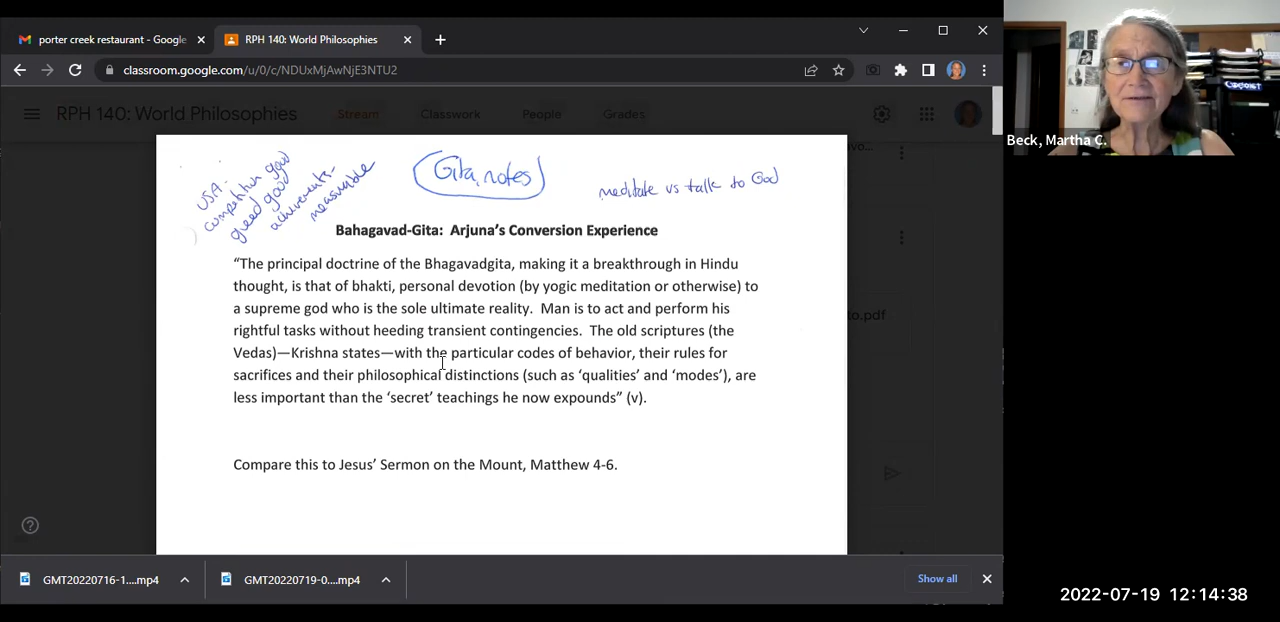 porter creek restaurant - Google
RPH 140: World Philosophies
classroom.google.com/u/0/c/NDUxMjAwNjE3NTU2
RPH 140: World Philosophies
Stream
Classwork
People
Grades
Beck, Martha C.
USA-
competition good
greed good
achievements-
measurable
Gita notes
meditate vs talk to God
Bahagavad-Gita: Arjuna's Conversion Experience
“The principal doctrine of the Bhagavadgita, making it a breakthrough in Hindu
thought, is that of bhakti, personal devotion (by yogic meditation or otherwise) to
a supreme god who is the sole ultimate reality. Man is to act and perform his
rightful tasks without heeding transient contingencies. The old scriptures (the
Vedas)—Krishna states—with the particular codes of behavior, their rules for
sacrifices and their philosophical distinctions (such as ‘qualities’ and ‘modes’), are
less important than the ‘secret’ teachings he now expounds” (v).
Compare this to Jesus’ Sermon on the Mount, Matthew 4-6.
to.pdf
GMT20220716-1....mp4
GMT20220719-0....mp4
Show all
2022-07-19 12:14:38